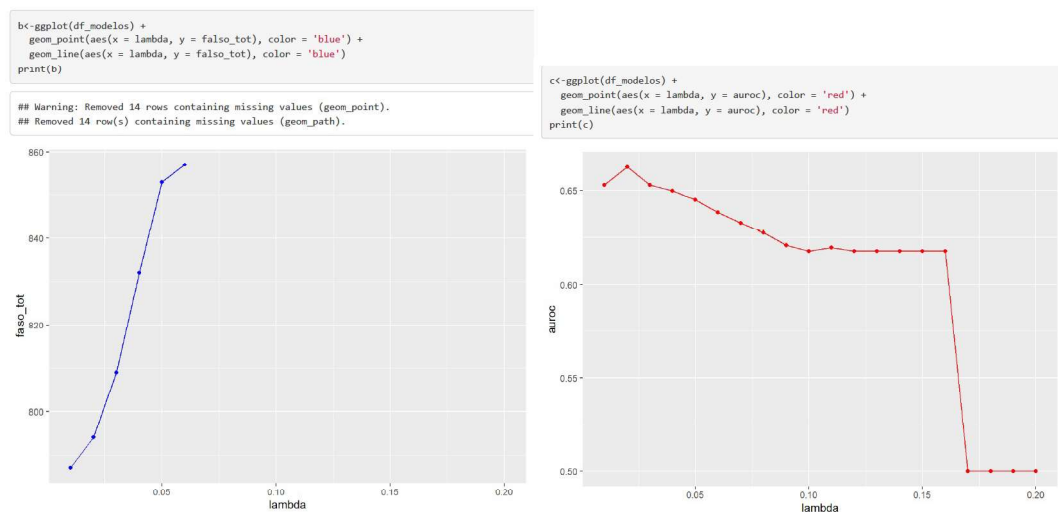 b<-ggplot(df_modelos) +
geom_point(aes(x = lambda, y = falso_tot), color = 'blue') +
geom_line(aes(x = lambda, y = falso_tot), color = 'blue')
print(b)
## Warning: Removed 14 rows containing missing values (geom_point).
## Removed 14 row(s) containing missing values (geom_path).
860
840
820
800
faso_tot
0.05
0.10
0.15
0.20
lambda
c<-ggplot(df_modelos) +
geom_point(aes(x = lambda, y = auroc), color = 'red') +
geom_line(aes(x = lambda, y = auroc), color = 'red')
print(c)
0.65
0.60
0.55
0.50
auroc
0.05
0.10
0.15
0.20
lambda